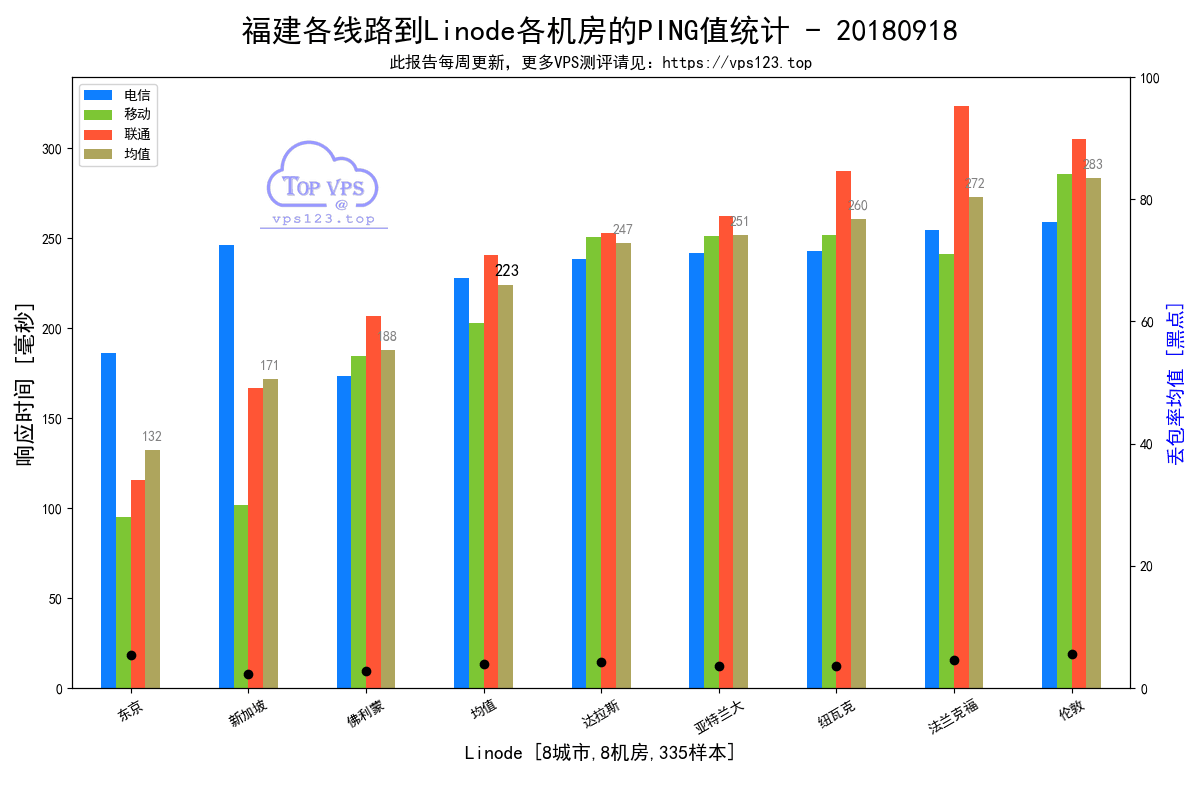 福建各线路到Linode各机房的PING值统计 - 20180918
此报告每周更新，更多VPS测评请见：https://vps123.top
电信
移动
联通
均值
TOP VPS
@
vps123.top
响应时间 [毫秒]
0
50
100
150
200
250
300
132
171
188
223
247
251
260
272
283
丢包率均值 [黑点]
0
20
40
60
80
100
东京
新加坡
佛利蒙
均值
达拉斯
亚特兰大
纽瓦克
法兰克福
伦敦
Linode [8城市,8机房,335样本]